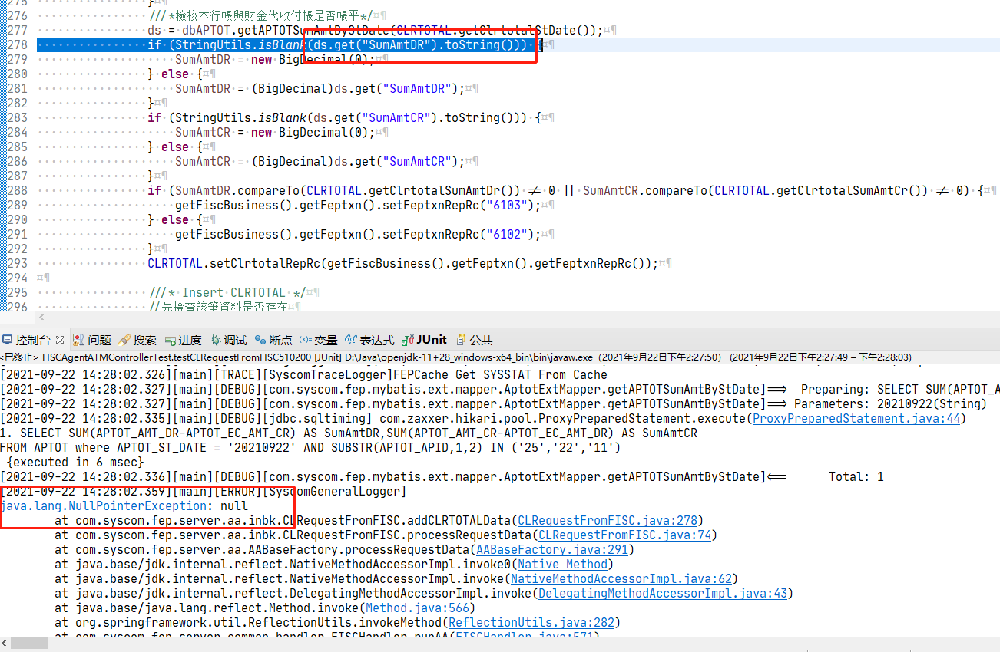 275 }
276 ///*檢核本行帳與財金代收付帳是否帳平*/
277 ds = dbAPTOT.getAPTOTSumAmtByStDate(CLRTOTAL.getClrtotalStDate());
278 if (StringUtils.isBlank(ds.get("SumAmtDR").toString())) {
279 SumAmtDR = new BigDecimal(0);
280 } else {
281 SumAmtDR = (BigDecimal)ds.get("SumAmtDR");
282 }
283 if (StringUtils.isBlank(ds.get("SumAmtCR").toString())) {
284 SumAmtCR = new BigDecimal(0);
285 } else {
286 SumAmtCR = (BigDecimal)ds.get("SumAmtCR");
287 }
288 if (SumAmtDR.compareTo(CLRTOTAL.getClrtotalSumAmtDr()) != 0 || SumAmtCR.compareTo(CLRTOTAL.getClrtotalSumAmtCr()) != 0) {
289 getFiscBusiness().getFeptxn().setFeptxnRepRc("6103");
290 } else {
291 getFiscBusiness().getFeptxn().setFeptxnRepRc("6102");
292 }
293 CLRTOTAL.setClrtotalRepRc(getFiscBusiness().getFeptxn().getFeptxnRepRc());
294
295 ///* Insert CLRTOTAL */
296 //先檢查該筆資料是否存在
控制台 问题 搜索 进度 调试 断点 变量 表达式 JUnit 公共
<已终止> FISCAgentATMControllerTest.testCLRequestFromFISC510200 [JUnit] D:\Java\openjdk-11+28_windows-x64_bin\bin\javaw.exe (2021年9月22日下午2:27:50) (2021年9月22日下午2:27:49 – 下午2:28:03)
[2021-09-22 14:28:02.326][main][TRACE][SyscomTraceLogger]FEPCache Get SYSSTAT From Cache
[2021-09-22 14:28:02.327][main][DEBUG][com.syscom.fep.mybatis.ext.mapper.AptotExtMapper.getAPTOTSumAmtByStDate]==> Preparing: SELECT SUM(APTOT_A
[2021-09-22 14:28:02.327][main][DEBUG][com.syscom.fep.mybatis.ext.mapper.AptotExtMapper.getAPTOTSumAmtByStDate]==> Parameters: 20210922(String)
[2021-09-22 14:28:02.335][main][DEBUG][jdbc.sqltiming] com.zaxxer.hikari.pool.ProxyPreparedStatement.execute(ProxyPreparedStatement.java:44)
1. SELECT SUM(APTOT_AMT_DR-APTOT_EC_AMT_CR) AS SumAmtDR,SUM(APTOT_AMT_CR-APTOT_EC_AMT_DR) AS SumAmtCR
FROM APTOT where APTOT_ST_DATE = '20210922' AND SUBSTR(APTOT_APID,1,2) IN ('25','22','11')
{executed in 6 msec}
[2021-09-22 14:28:02.336][main][DEBUG][com.syscom.fep.mybatis.ext.mapper.AptotExtMapper.getAPTOTSumAmtByStDate]<== Total: 1
[2021-09-22 14:28:02.359][main][ERROR][SyscomGeneralLogger]
java.lang.NullPointerException: null
at com.syscom.fep.server.aa.inbk.CLRequestFromFISC.addCLRTOTALData(CLRequestFromFISC.java:278)
at com.syscom.fep.server.aa.inbk.CLRequestFromFISC.processRequestData(CLRequestFromFISC.java:74)
at com.syscom.fep.server.aa.AABaseFactory.processRequestData(AABaseFactory.java:291)
at java.base/jdk.internal.reflect.NativeMethodAccessorImpl.invoke0(Native Method)
at java.base/jdk.internal.reflect.NativeMethodAccessorImpl.invoke(NativeMethodAccessorImpl.java:62)
at java.base/jdk.internal.reflect.DelegatingMethodAccessorImpl.invoke(DelegatingMethodAccessorImpl.java:43)
at java.base/java.lang.reflect.Method.invoke(Method.java:566)
at org.springframework.util.ReflectionUtils.invokeMethod(ReflectionUtils.java:282)
at com.syscom.fep.server.common.handler.FISCHandler.runAA(FISCHandler.java:571)